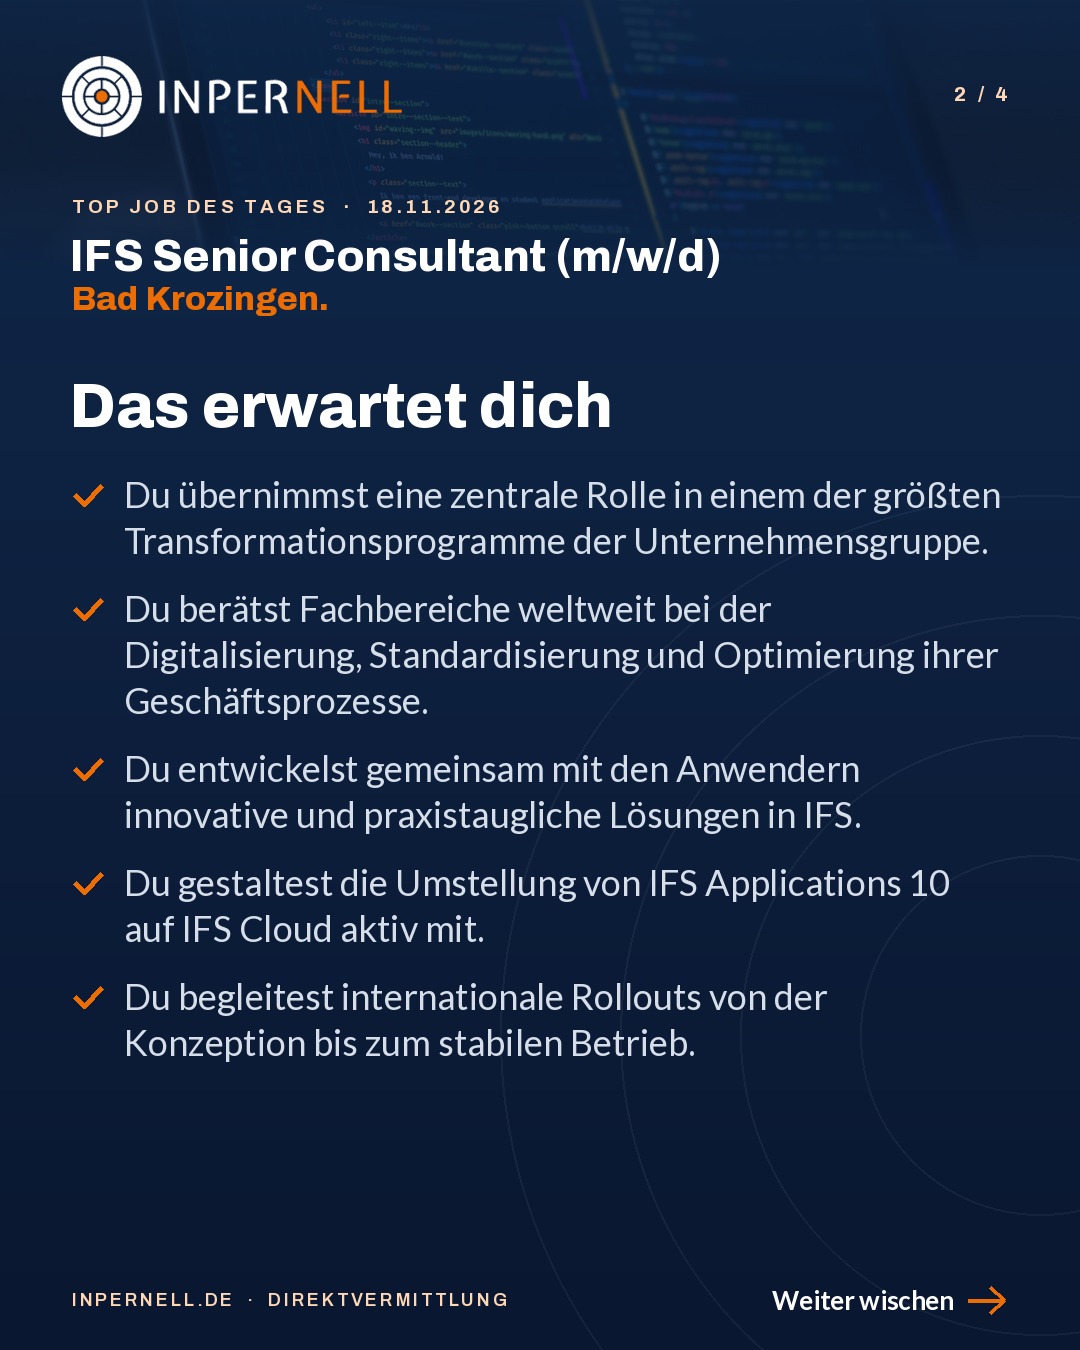 INPERNELL
2 / 4
TOP JOB DES TAGES · 18.11.2026
IFS Senior Consultant (m/w/d)
Bad Krozingen.
Das erwartet dich
Du übernimmst eine zentrale Rolle in einem der größten
Transformationsprogramme der Unternehmensgruppe.
Du berätst Fachbereiche weltweit bei der
Digitalisierung, Standardisierung und Optimierung ihrer
Geschäftsprozesse.
Du entwickelst gemeinsam mit den Anwendern
innovative und praxistaugliche Lösungen in IFS.
Du gestaltest die Umstellung von IFS Applications 10
auf IFS Cloud aktiv mit.
Du begleitest internationale Rollouts von der
Konzeption bis zum stabilen Betrieb.
INPERNELL.DE · DIREKTVERMITTLUNG
Weiter wischen